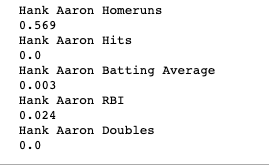 Hank Aaron Homeruns
0.569
Hank Aaron Hits
0.0
Hank Aaron Batting Average
0.003
Hank Aaron RBI
0.024
Hank Aaron Doubles
0.0